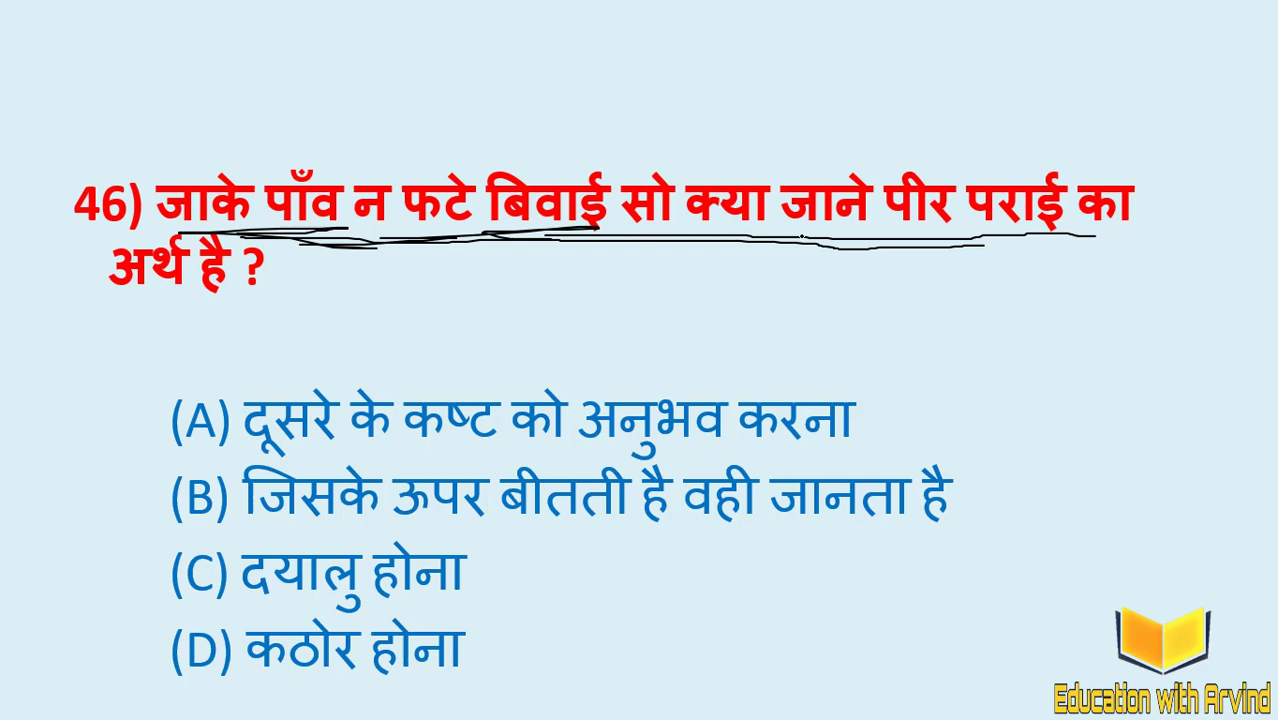 46) जाके पाँव न फटे बिवाई सो क्या जाने पीर पराई का
अर्थ है ?
(A) दूसरे के कष्ट को अनुभव करना
(B) जिसके ऊपर बीतती है वही जानता है
(C) दयालु होना
(D) कठोर होना
Education with Arvind